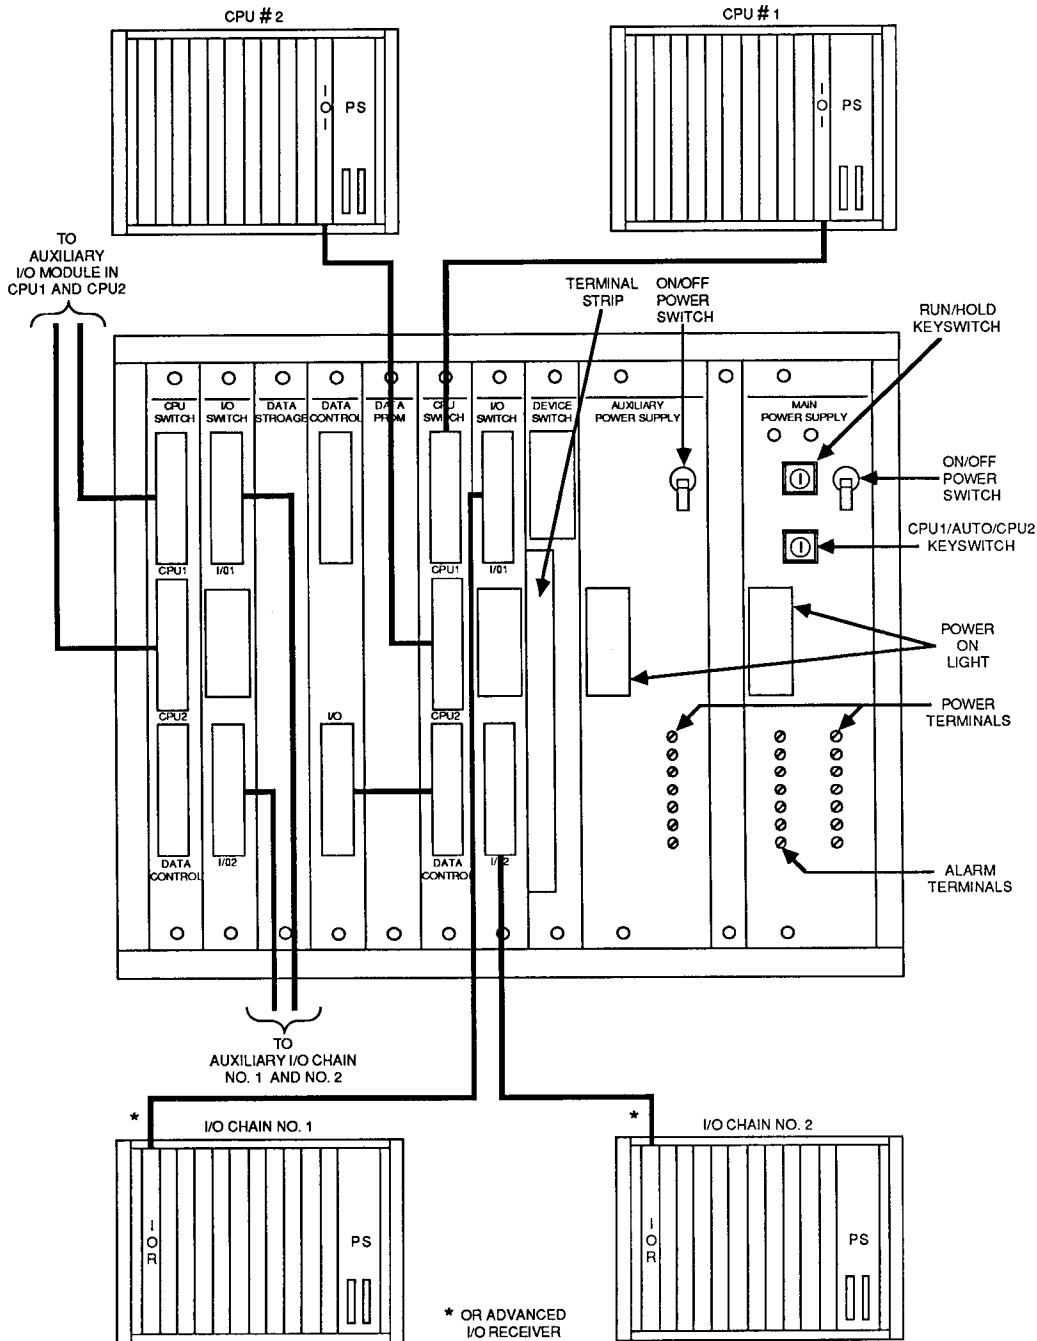 CPU # 2
CPU # 1
I
O
I
PS
I
O
I
PS
TO
AUXILIARY
I/O MODULE IN
CPU1 AND CPU2
TERMINAL
STRIP
ON/OFF
POWER
SWITCH
RUN/HOLD
KEYSWITCH
CPU
SWITCH
I/O
SWITCH
DATA
STROAGE
DATA
CONTROL
DATA
PROM
CPU
SWITCH
I/O
SWITCH
DEVICE
SWITCH
AUXILIARY
POWER SUPPLY
MAIN
POWER SUPPLY
ON/OFF
POWER
SWITCH
CPU1/AUTO/CPU2
KEYSWITCH
CPU1
I/01
CPU1
I/01
POWER
ON
LIGHT
CPU2
I/O
CPU2
POWER
TERMINALS
DATA
CONTROL
I/02
DATA
CONTROL
I/02
ALARM
TERMINALS
TO
AUXILIARY I/O CHAIN
NO. 1 AND NO. 2
*
I/O CHAIN NO. 1
*
I/O CHAIN NO. 2
I
O
R
PS
I
O
R
PS
* OR ADVANCED
I/O RECEIVER